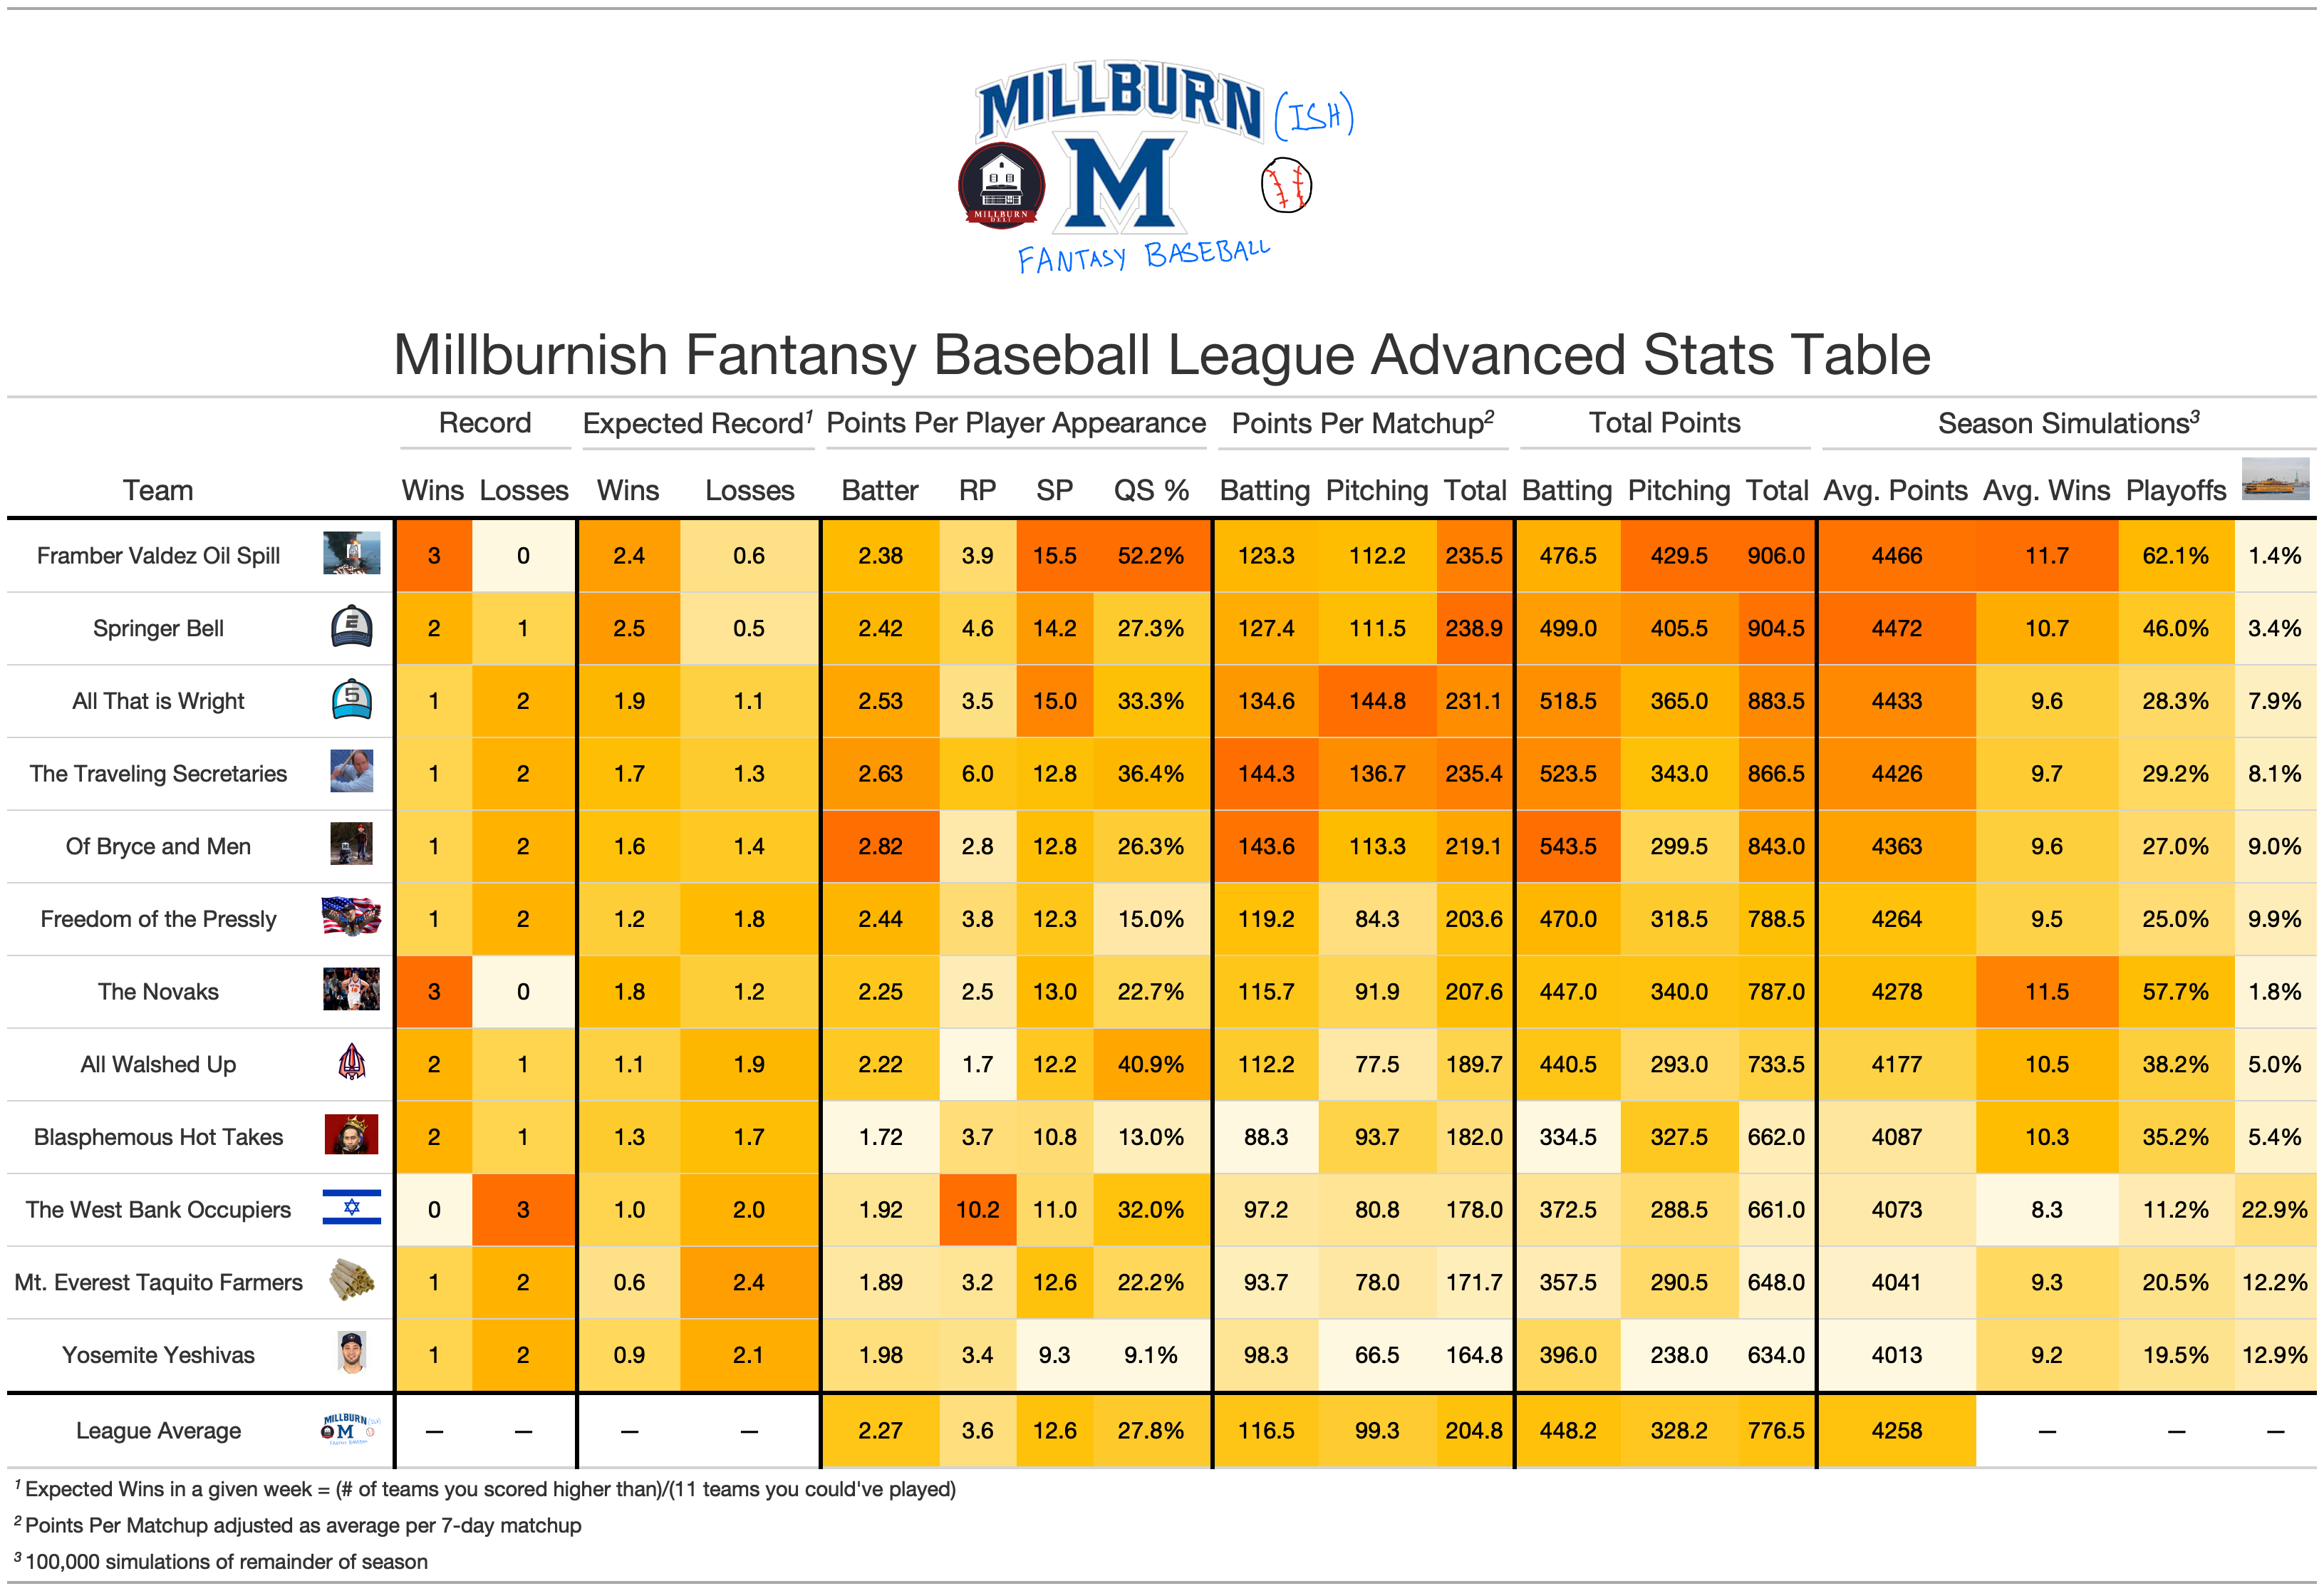 MILLBURN (ISH)
M
MILLBURN
DELI
FANTASY BASEBALL
Millburnish Fantansy Baseball League Advanced Stats Table
Record Expected Record1 Points Per Player Appearance Points Per Matchup2 Total Points Season Simulations3
Team Wins Losses Wins Losses Batter RP SP QS % Batting Pitching Total Batting Pitching Total Avg. Points Avg. Wins Playoffs
Framber Valdez Oil Spill 3 0 2.4 0.6 2.38 3.9 15.5 52.2% 123.3 112.2 235.5 476.5 429.5 906.0 4466 11.7 62.1% 1.4%
Springer Bell 2 1 2.5 0.5 2.42 4.6 14.2 27.3% 127.4 111.5 238.9 499.0 405.5 904.5 4472 10.7 46.0% 3.4%
All That is Wright 5 1 2 1.9 1.1 2.53 3.5 15.0 33.3% 134.6 144.8 231.1 518.5 365.0 883.5 4433 9.6 28.3% 7.9%
The Traveling Secretaries 1 2 1.7 1.3 2.63 6.0 12.8 36.4% 144.3 136.7 235.4 523.5 343.0 866.5 4426 9.7 29.2% 8.1%
Of Bryce and Men 1 2 1.6 1.4 2.82 2.8 12.8 26.3% 143.6 113.3 219.1 543.5 299.5 843.0 4363 9.6 27.0% 9.0%
Freedom of the Pressly 1 2 1.2 1.8 2.44 3.8 12.3 15.0% 119.2 84.3 203.6 470.0 318.5 788.5 4264 9.5 25.0% 9.9%
The Novaks 3 0 1.8 1.2 2.25 2.5 13.0 22.7% 115.7 91.9 207.6 447.0 340.0 787.0 4278 11.5 57.7% 1.8%
All Walshed Up 2 1 1.1 1.9 2.22 1.7 12.2 40.9% 112.2 77.5 189.7 440.5 293.0 733.5 4177 10.5 38.2% 5.0%
Blasphemous Hot Takes 2 1 1.3 1.7 1.72 3.7 10.8 13.0% 88.3 93.7 182.0 334.5 327.5 662.0 4087 10.3 35.2% 5.4%
The West Bank Occupiers 0 3 1.0 2.0 1.92 10.2 11.0 32.0% 97.2 80.8 178.0 372.5 288.5 661.0 4073 8.3 11.2% 22.9%
Mt. Everest Taquito Farmers 1 2 0.6 2.4 1.89 3.2 12.6 22.2% 93.7 78.0 171.7 357.5 290.5 648.0 4041 9.3 20.5% 12.2%
Yosemite Yeshivas 1 2 0.9 2.1 1.98 3.4 9.3 9.1% 98.3 66.5 164.8 396.0 238.0 634.0 4013 9.2 19.5% 12.9%
League Average MILLBURN M — — — — 2.27 3.6 12.6 27.8% 116.5 99.3 204.8 448.2 328.2 776.5 4258 — — —
1 Expected Wins in a given week = (# of teams you scored higher than)/(11 teams you could've played)
2 Points Per Matchup adjusted as average per 7-day matchup
3 100,000 simulations of remainder of season